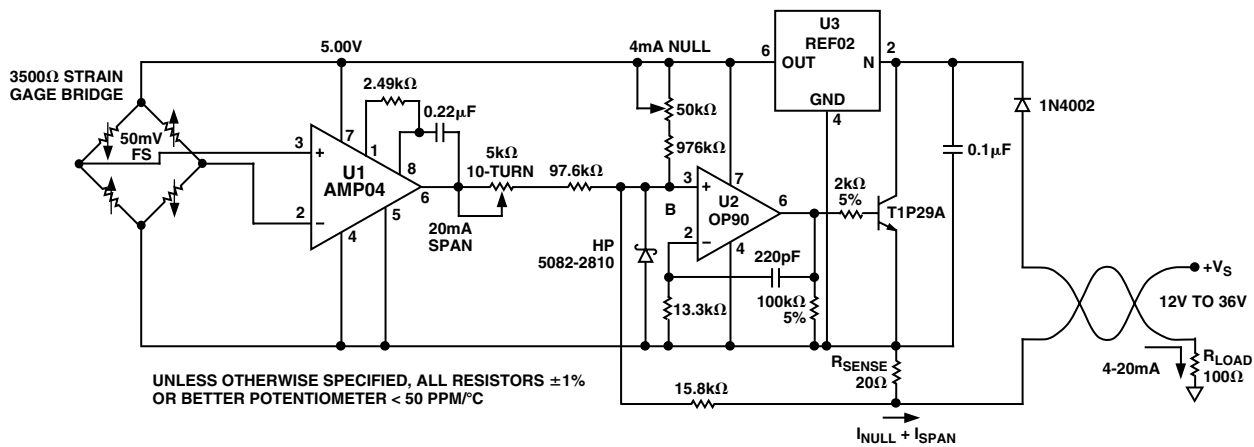 3500Ω STRAIN
GAGE BRIDGE
50mV
FS
5.00V
2.49kΩ
0.22µF
3
+
7
1
8
U1
AMP04
6
2
−
5
4
5kΩ
10-TURN
20mA
SPAN
97.6kΩ
4mA NULL
50kΩ
976kΩ
3
+
7
B
U2
OP90
6
2
−
4
HP
5082-2810
13.3kΩ
220pF
100kΩ
5%
2kΩ
5%
T1P29A
6
OUT
U3
REF02
N
2
GND
4
0.1µF
1N4002
+VS
12V TO 36V
4-20mA
RLOAD
100Ω
RSENSE
20Ω
15.8kΩ
INULL + ISPAN
UNLESS OTHERWISE SPECIFIED, ALL RESISTORS ±1%
OR BETTER POTENTIOMETER < 50 PPM/°C